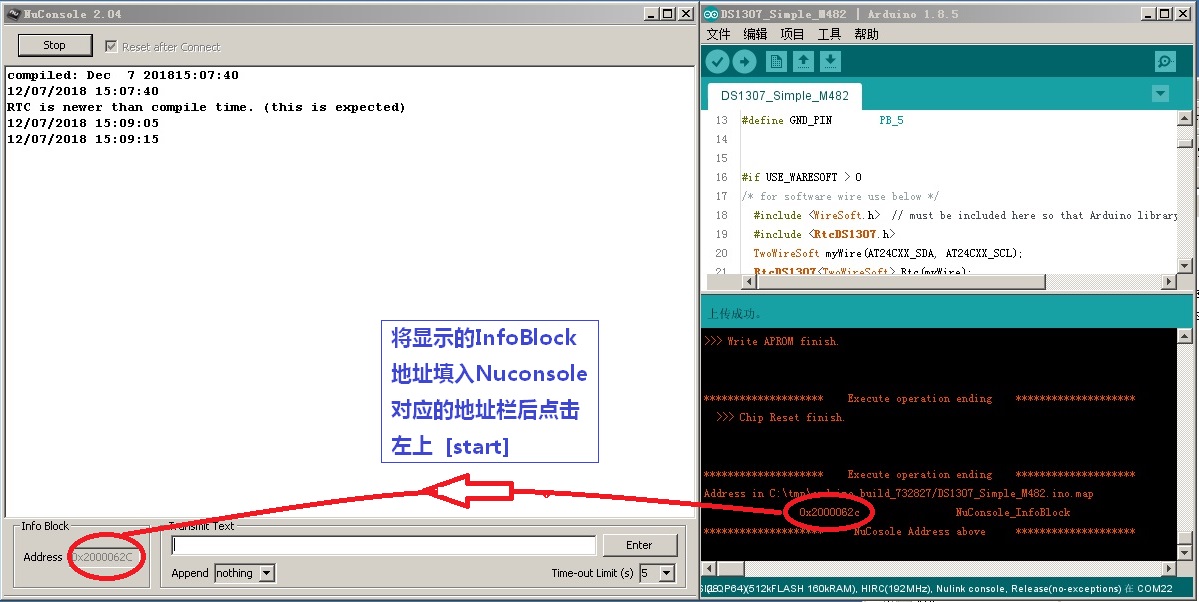 NuConsole 2.04
Stop
Reset after Connect
compiled: Dec  7 201815:07:40
12/07/2018 15:07:40
RTC is newer than compile time. (this is expected)
12/07/2018 15:09:05
12/07/2018 15:09:15
将显示的InfoBlock
地址填入Nuconsole
对应的地址栏后点击
左上 [start]
Info Block
Address 0x2000062C
Transmit Text
Enter
Append nothing
Time-out Limit (s) 5
DS1307_Simple_M482 | Arduino 1.8.5
文件 编辑 项目 工具 帮助
DS1307_Simple_M482
13 #define GND_PIN PB_5
14
15
16 #if USE_WARESOFT > 0
17 /* for software wire use below */
18 #include <WireSoft.h> // must be included here so that Arduino library
19 #include <RtcDS1307.h>
20 TwoWireSoft myWire(AT24CXX_SDA, AT24CXX_SCL);
21 RtcDS1307<TwoWireSoft> Rtc(myWire);
上传成功。
>>> Write APROM finish.
******************** Execute operation ending ********************
>>> Chip Reset finish.
******************** Execute operation ending ********************
Address in C:\tmp\ build_732827/DS1307_Simple_M482.ino.map
0x2000062c NuConsole_InfoBlock
******************** NuCosole Address above ********************
QP64)(512kFLASH 160kRAM), HIRC(192MHz), Nulink console, Release(no-exceptions) 在 COM22